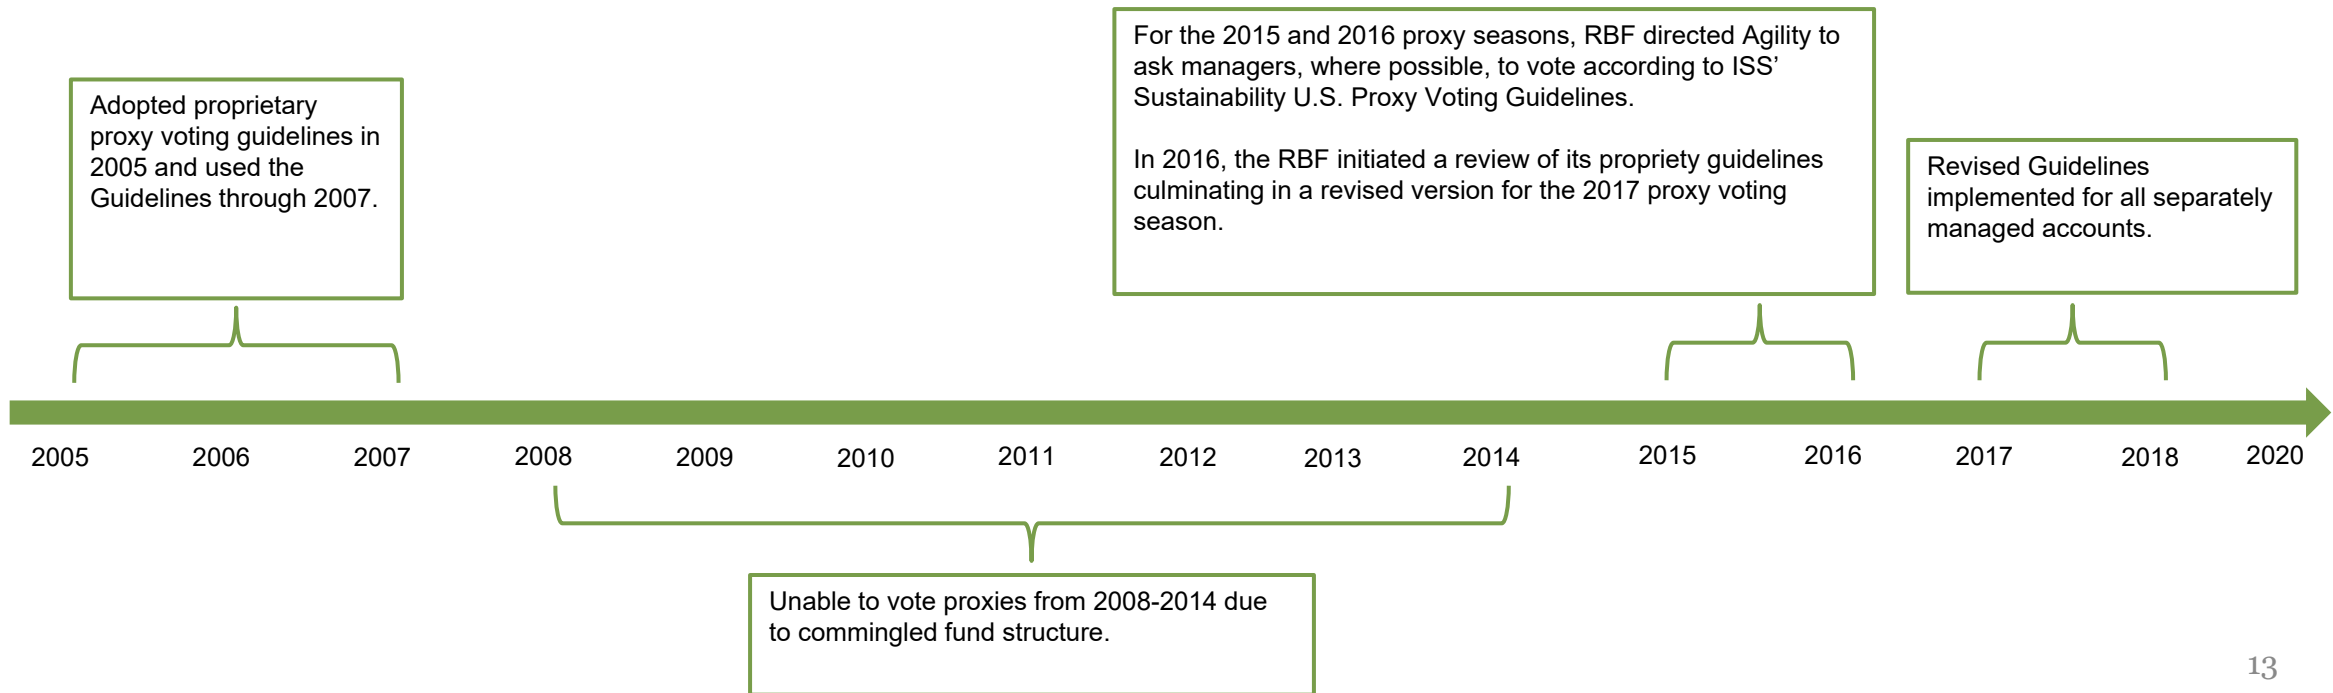 Adopted proprietary
proxy voting guidelines in
2005 and used the
Guidelines through 2007.
For the 2015 and 2016 proxy seasons, RBF directed Agility to
ask managers, where possible, to vote according to ISS’
Sustainability U.S. Proxy Voting Guidelines.
In 2016, the RBF initiated a review of its propriety guidelines
culminating in a revised version for the 2017 proxy voting
season.
Revised Guidelines
implemented for all separately
managed accounts.
2005 2006 2007 2008 2009 2010 2011 2012 2013 2014 2015 2016 2017 2018 2020
Unable to vote proxies from 2008-2014 due
to commingled fund structure.
13